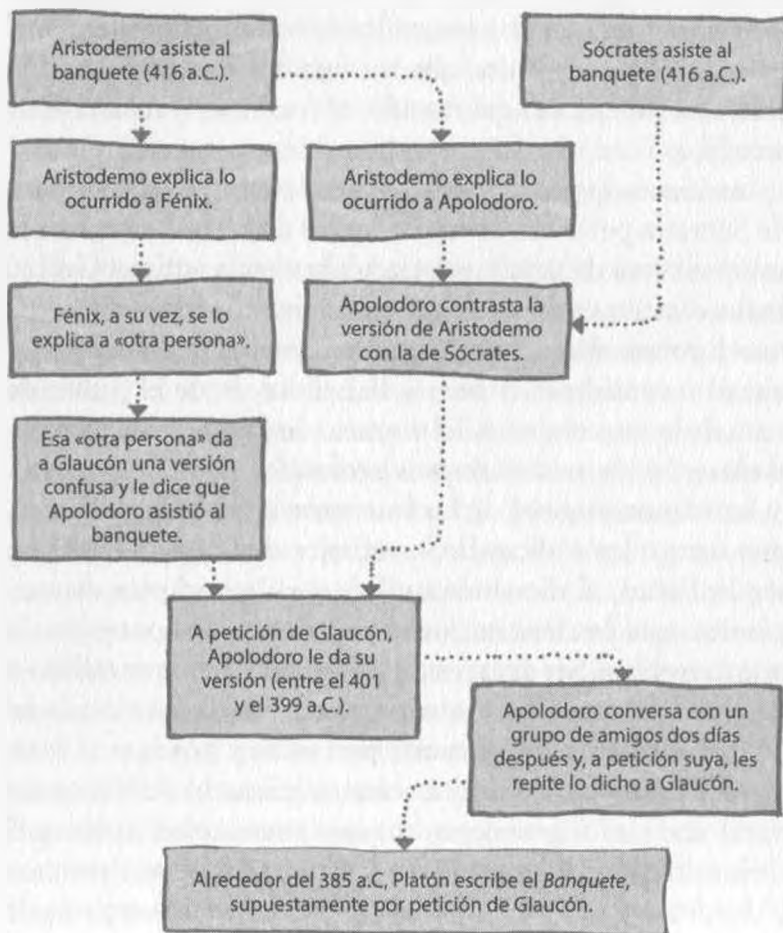 Aristodemo asiste al
banquete (416 a.C.).
Sócrates asiste al
banquete (416 a.C.).
Aristodemo explica lo
ocurrido a Fénix.
Aristodemo explica lo
ocurrido a Apolodoro.
Fénix, a su vez, se lo
explica a «otra persona».
Apolodoro contrasta la
versión de Aristodemo
con la de Sócrates.
Esa «otra persona» da
a Glaucón una versión
confusa y le dice que
Apolodoro asistió al
banquete.
A petición de Glaucón,
Apolodoro le da su
versión (entre el 401
y el 399 a.C.).
Apolodoro conversa con un
grupo de amigos dos días
después y, a petición suya, les
repite lo dicho a Glaucón.
Alrededor del 385 a.C, Platón escribe el Banquete,
supuestamente por petición de Glaucón.